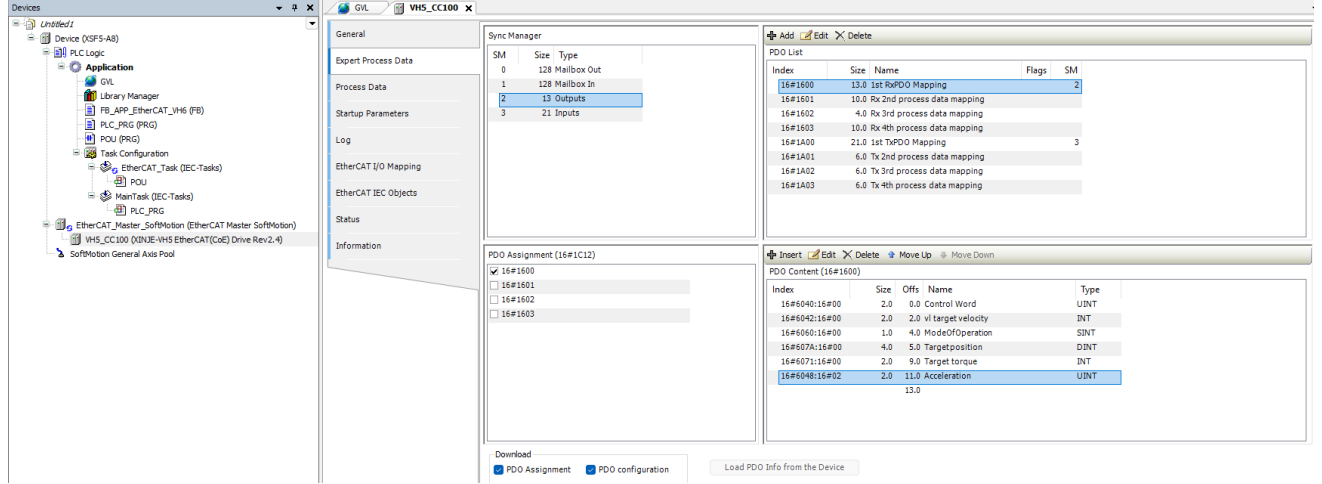 Devices
Untitled1
Device (XSF5-A8)
PLC Logic
Application
GVL
Library Manager
FB_APP_EtherCAT_VH6 (FB)
PLC_PRG (PRG)
POU (PRG)
Task Configuration
EtherCAT_Task (IEC-Tasks)
POU
MainTask (IEC-Tasks)
PLC_PRG
EtherCAT_Master_SoftMotion (EtherCAT Master SoftMotion)
VH5_CC100 (XINJE-VH5 EtherCAT(CoE) Drive Rev2.4)
SoftMotion General Axis Pool
GVL VH5_CC100
General
Expert Process Data
Process Data
Startup Parameters
Log
EtherCAT I/O Mapping
EtherCAT IEC Objects
Status
Information
Sync Manager
SM Size Type
0 128 Mailbox Out
1 128 Mailbox In
2 13 Outputs
3 21 Inputs
Add Edit Delete
PDO List
Index Size Name Flags SM
16#1600 13.0 1st RxPDO Mapping 2
16#1601 10.0 Rx 2nd process data mapping
16#1602 4.0 Rx 3rd process data mapping
16#1603 10.0 Rx 4th process data mapping
16#1A00 21.0 1st TxPDO Mapping 3
16#1A01 6.0 Tx 2nd process data mapping
16#1A02 6.0 Tx 3rd process data mapping
16#1A03 6.0 Tx 4th process data mapping
PDO Assignment (16#1C12)
16#1600
16#1601
16#1602
16#1603
Insert Edit Delete Move Up Move Down
PDO Content (16#1600)
Index Size Offs Name Type
16#6040:16#00 2.0 0.0 Control Word UINT
16#6042:16#00 2.0 2.0 vl target velocity INT
16#6060:16#00 1.0 4.0 ModeOfOperation SINT
16#607A:16#00 4.0 5.0 Targetposition DINT
16#6071:16#00 2.0 9.0 Target torque INT
16#6048:16#02 2.0 11.0 Acceleration UINT
13.0
Download
PDO Assignment PDO configuration
Load PDO Info from the Device